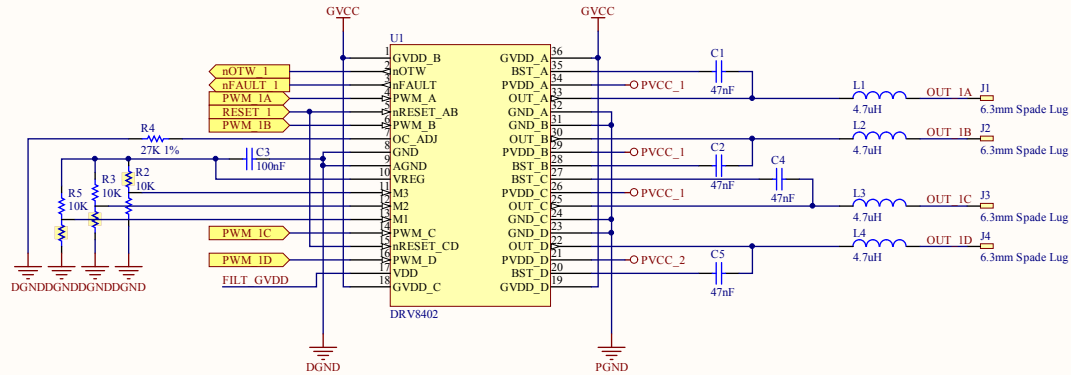 GVCC
GVCC
U1
1 GVDD_B GVDD_A 36
nOTW_1 2 nOTW BST_A 35
C1
47nF
nFAULT_1 3 nFAULT PVDD_A 34 PVCC_1
PWM_1A 4 PWM_A OUT_A 33
L1
4.7uH
OUT_1A
J1
6.3mm Spade Lug
RESET_1 5 nRESET_AB GND_A 32
PWM_1B 6 PWM_B GND_B 31
R4
27K 1%
7 OC_ADJ OUT_B 30
L2
4.7uH
OUT_1B
J2
6.3mm Spade Lug
8 GND PVDD_B 29 PVCC_1
C3
100nF
9 AGND BST_B 28
C2
47nF
10 VREG BST_C 27
C4
47nF
R2
10K
R3
10K
R5
10K
11 M3 PVDD_C 26 PVCC_1
12 M2 OUT_C 25
L3
4.7uH
OUT_1C
J3
6.3mm Spade Lug
13 M1 GND_C 24
PWM_1C 14 PWM_C GND_D 23
15 nRESET_CD OUT_D 22
L4
4.7uH
OUT_1D
J4
6.3mm Spade Lug
PWM_1D 16 PWM_D PVDD_D 21 PVCC_2
FILT_GVDD 17 VDD BST_D 20
C5
47nF
18 GVDD_C GVDD_D 19
DRV8402
DGND DGND DGND DGND
DGND
PGND